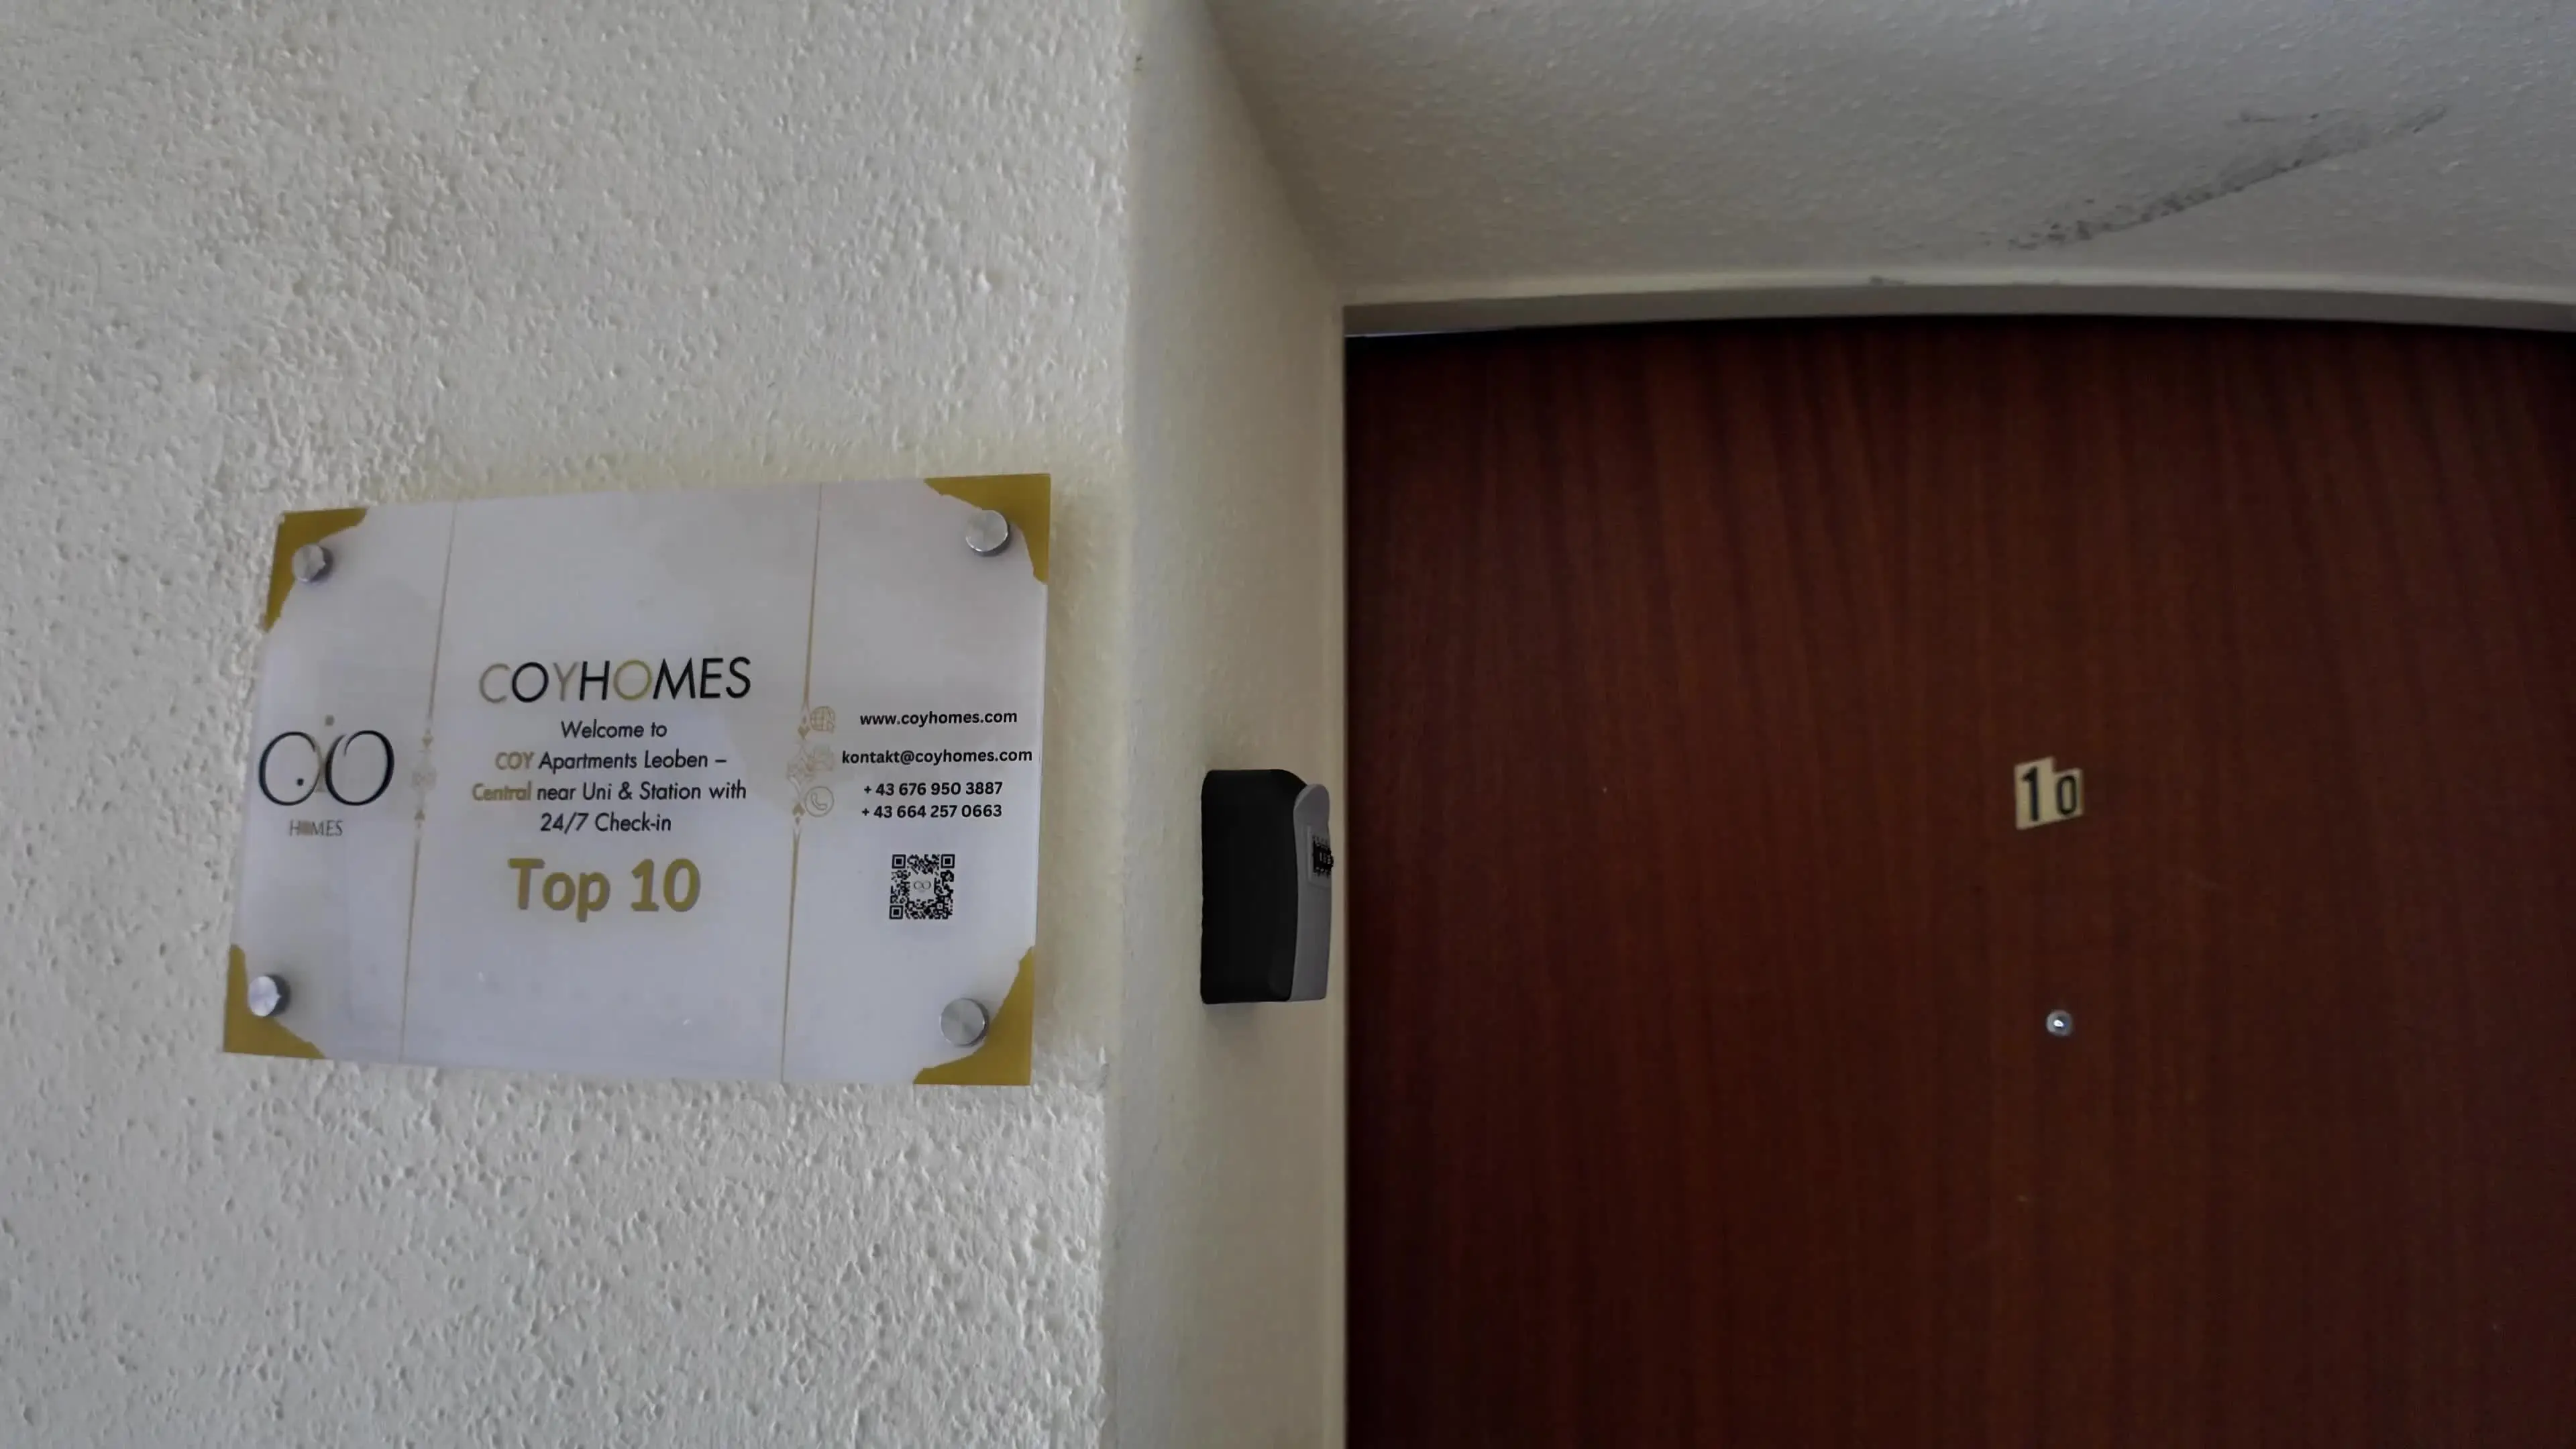 HOMES
COYHOMES
Welcome to
COY Apartments Leoben –
Central near Uni & Station with
24/7 Check-in
Top 10
www.coyhomes.com
kontakt@coyhomes.com
+ 43 676 950 3887
+ 43 664 257 0663
10